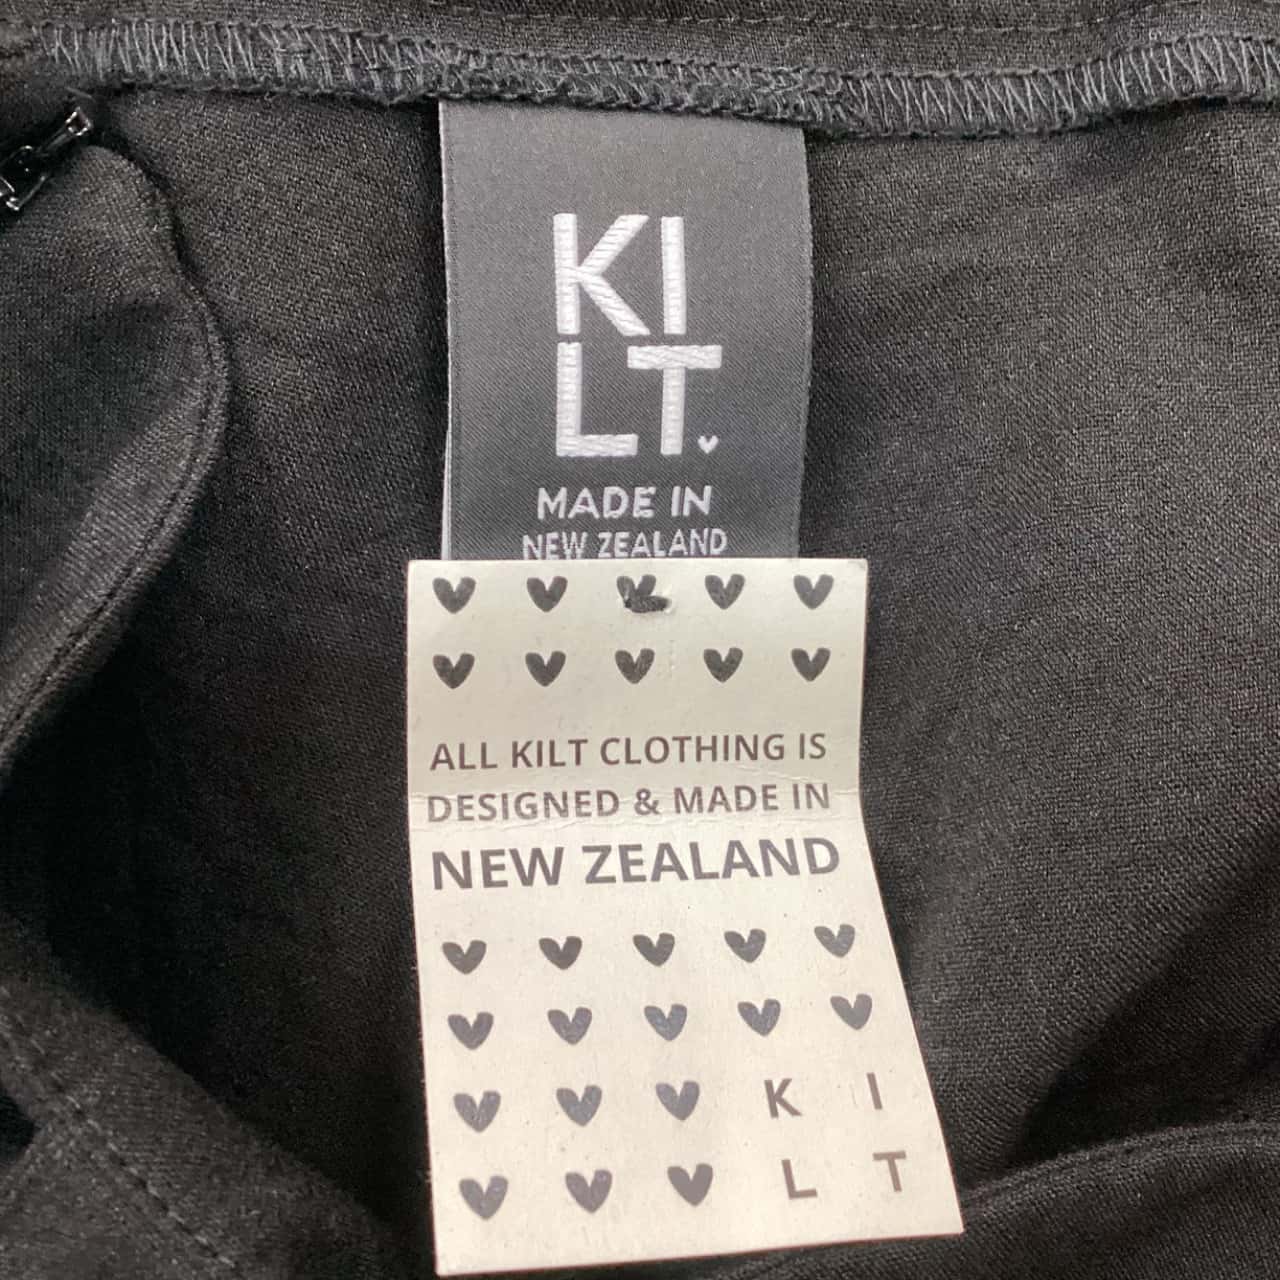 KI
LT
MADE IN
NEW ZEALAND
ALL KILT CLOTHING IS
DESIGNED & MADE IN
NEW ZEALAND
K I
L T